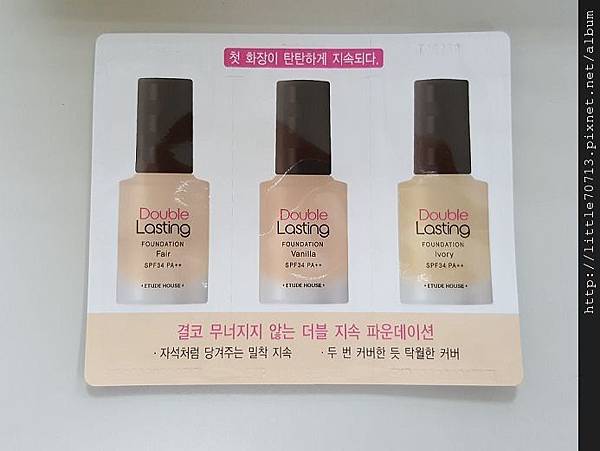 첫 화장이 탄탄하게 지속되다.
Double
Lasting
FOUNDATION
Fair
SPF34 PA++
• ETUDE HOUSE •
Double
Lasting
FOUNDATION
Vanilla
SPF34 PA++
• ETUDE HOUSE •
Double
Lasting
FOUNDATION
Ivory
SPF34 PA++
• ETUDE HOUSE •
결코 무너지지 않는 더블 지속 파운데이션
· 자석처럼 당겨주는 밀착 지속
· 두 번 커버한 듯 탁월한 커버
http://little70713.pixnet.net/album